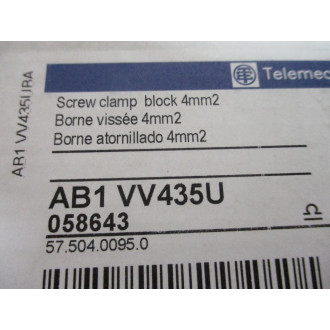 Telemec
Screw clamp block 4mm2
Borne vissée 4mm2
Borne atornillado 4mm2
AB1 VV435U
058643
57.504.0095.0
AB1 VV435URA